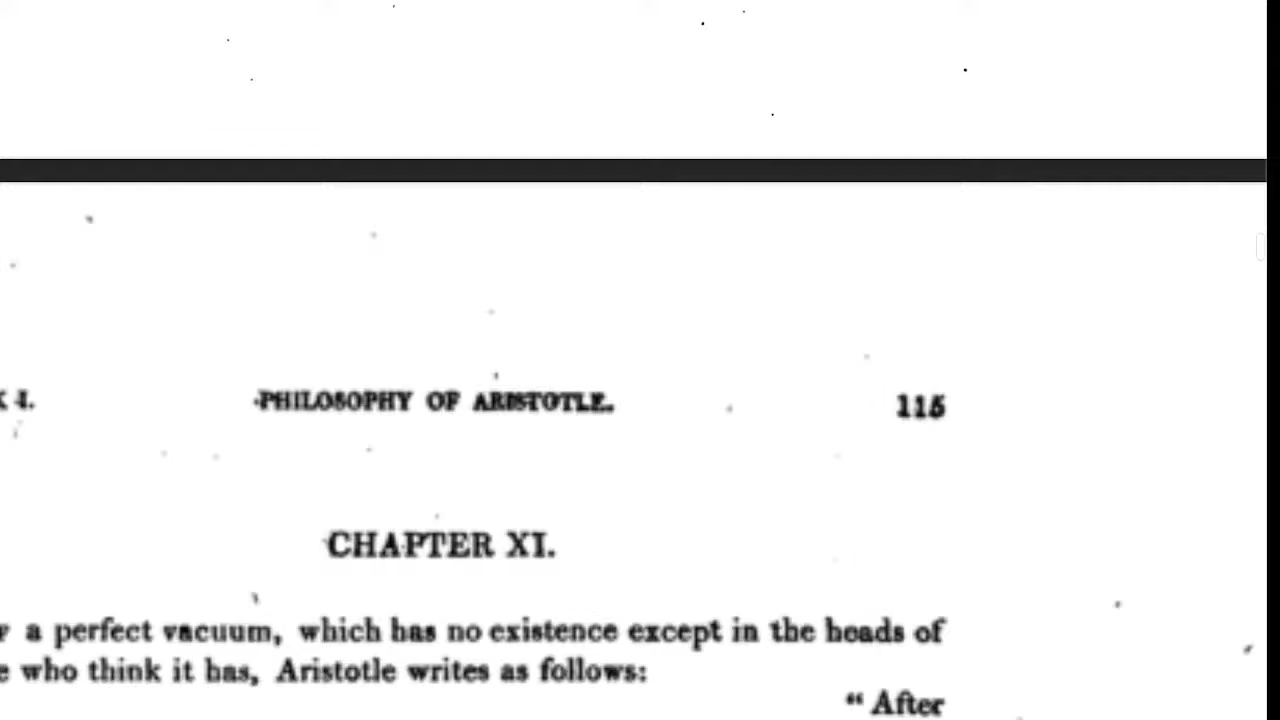 I. PHILOSOPHY OF ARISTOTLE. 115
CHAPTER XI.
a perfect vacuum, which has no existence except in the heads of
who think it has, Aristotle writes as follows:
“ After